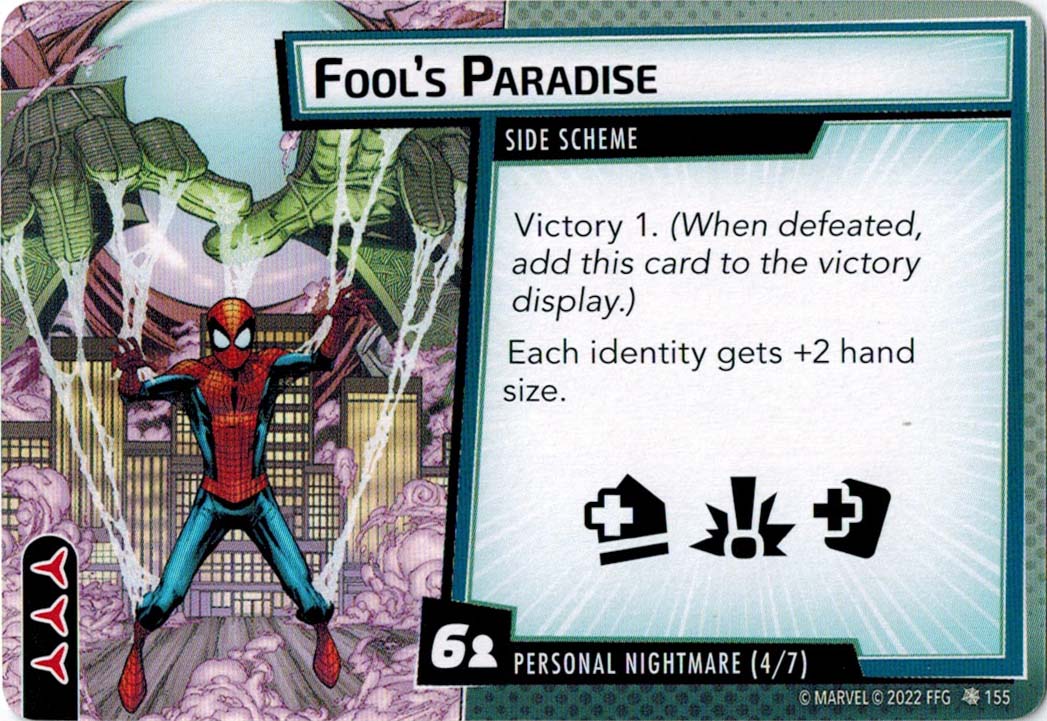 FOOL'S PARADISE
SIDE SCHEME
Victory 1. (When defeated,
add this card to the victory
display.)
Each identity gets +2 hand
size.
6
PERSONAL NIGHTMARE (4/7)
© MARVEL © 2022 FFG 155